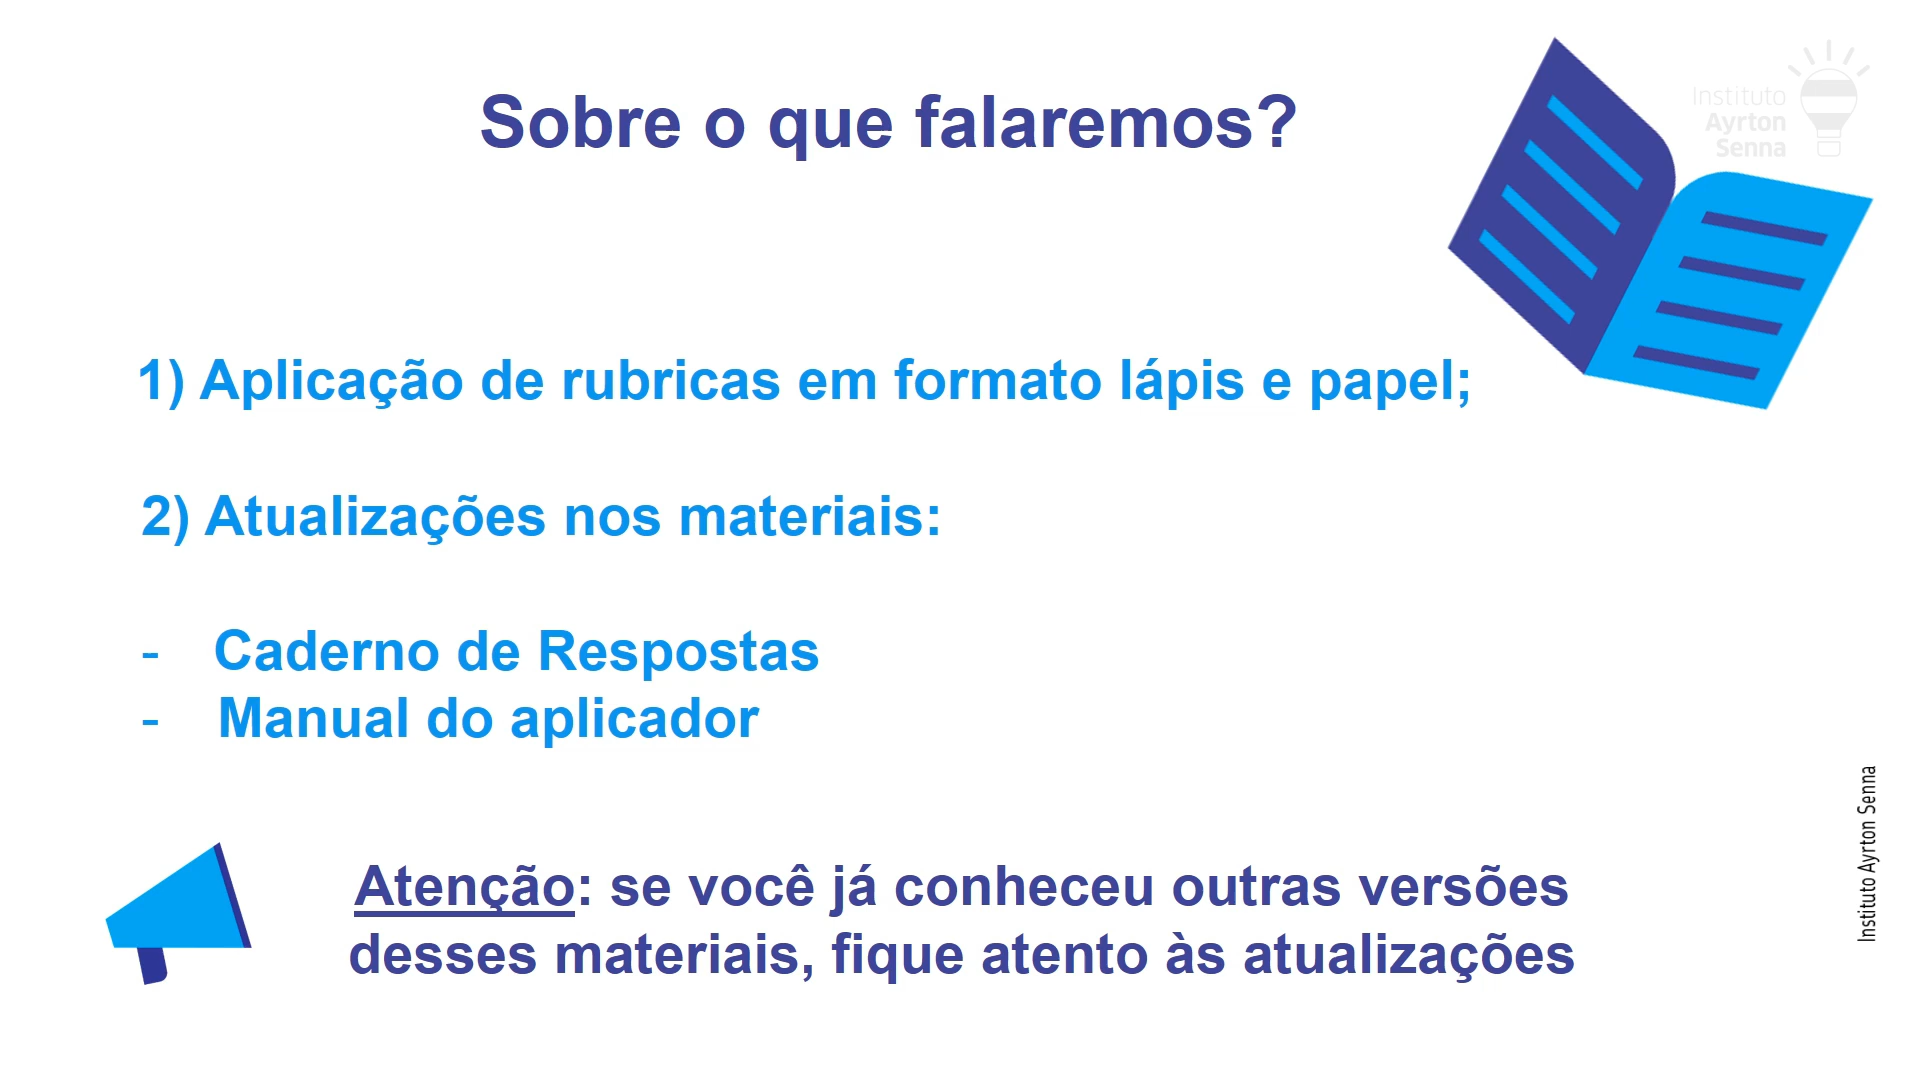 Sobre o que falaremos?
Instituto
Ayrton
Senna
1) Aplicação de rubricas em formato lápis e papel;
2) Atualizações nos materiais:
- Caderno de Respostas
- Manual do aplicador
Atenção: se você já conheceu outras versões
desses materiais, fique atento às atualizações
Instituto Ayrton Senna